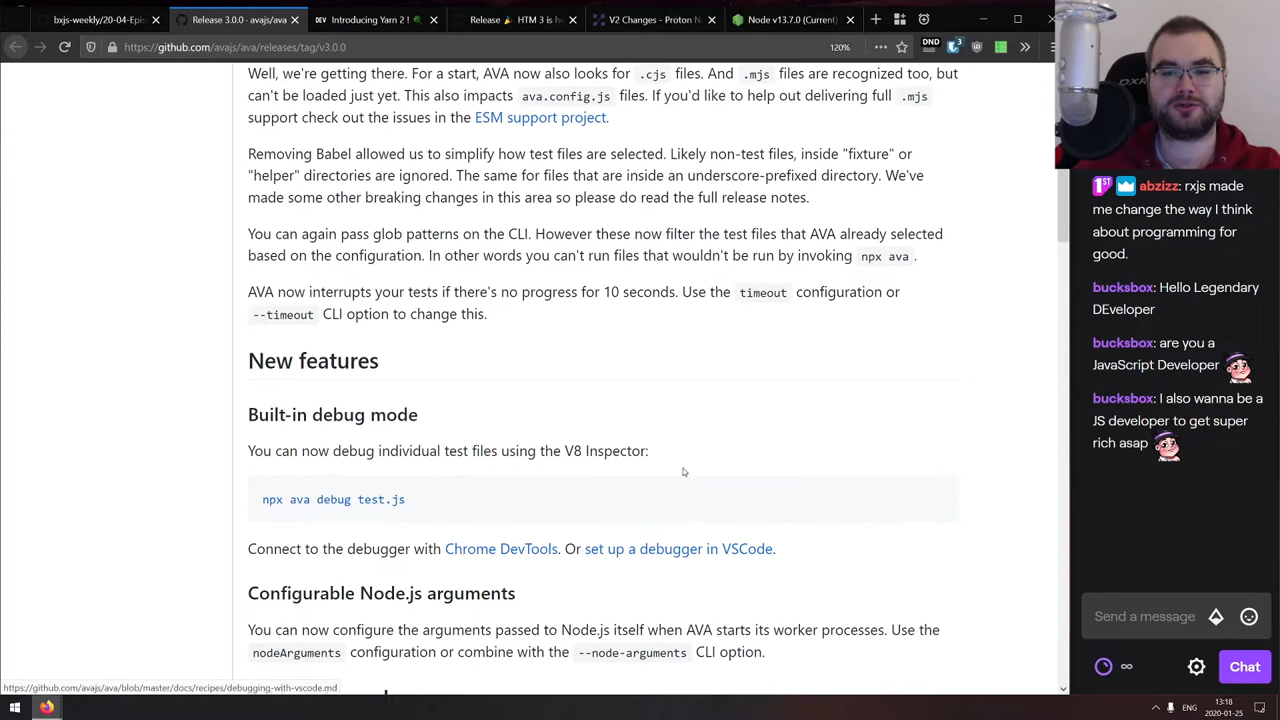 bxjs-weekly/20-04-Epis
Release 3.0.0 · avajs/ava
DEV
Introducing Yarn 2 !
Release 🎉 HTM 3 is her
V2 Changes - Proton N
Node v13.7.0 (Current)
https://github.com/avajs/ava/releases/tag/v3.0.0
120%
DND
3
Well, we're getting there. For a start, AVA now also looks for .cjs files. And .mjs files are recognized too, but
can't be loaded just yet. This also impacts ava.config.js files. If you'd like to help out delivering full .mjs
support check out the issues in the ESM support project.
Removing Babel allowed us to simplify how test files are selected. Likely non-test files, inside "fixture" or
"helper" directories are ignored. The same for files that are inside an underscore-prefixed directory. We've
made some other breaking changes in this area so please do read the full release notes.
You can again pass glob patterns on the CLI. However these now filter the test files that AVA already selected
based on the configuration. In other words you can't run files that wouldn't be run by invoking npx ava .
AVA now interrupts your tests if there's no progress for 10 seconds. Use the timeout configuration or
--timeout CLI option to change this.
New features
Built-in debug mode
You can now debug individual test files using the V8 Inspector:
npx ava debug test.js
Connect to the debugger with Chrome DevTools. Or set up a debugger in VSCode.
Configurable Node.js arguments
You can now configure the arguments passed to Node.js itself when AVA starts its worker processes. Use the
nodeArguments configuration or combine with the --node-arguments CLI option.
https://github.com/avajs/ava/blob/master/docs/recipes/debugging-with-vscode.md
DXR
1ST abzizz: rxjs made
me change the way I think
about programming for
good.
bucksbox: Hello Legendary
DEveloper
bucksbox: are you a
JavaScript Developer
bucksbox: I also wanna be a
JS developer to get super
rich asap
Send a message
Chat
ENG
13:18
2020-01-25